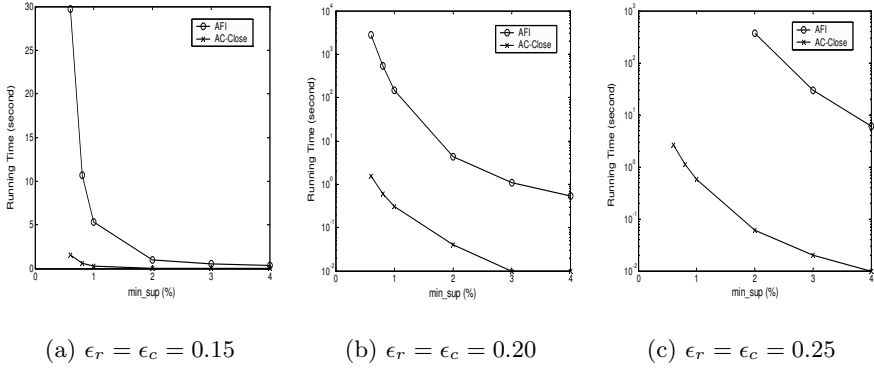 30
25
20
15
10
5
0
0 1 2 3 4
Running Time (second)
min_sup (%)
AFI
AC-Close
(a) ϵr = ϵc = 0.15
10^4
10^3
10^2
10^1
10^0
10^-1
10^-2
0 1 2 3 4
Running Time (second)
min_sup (%)
AFI
AC-Close
(b) ϵr = ϵc = 0.20
10^3
10^2
10^1
10^0
10^-1
10^-2
0 1 2 3 4
Running Time (second)
min_sup (%)
AFI
AC-Close
(c) ϵr = ϵc = 0.25